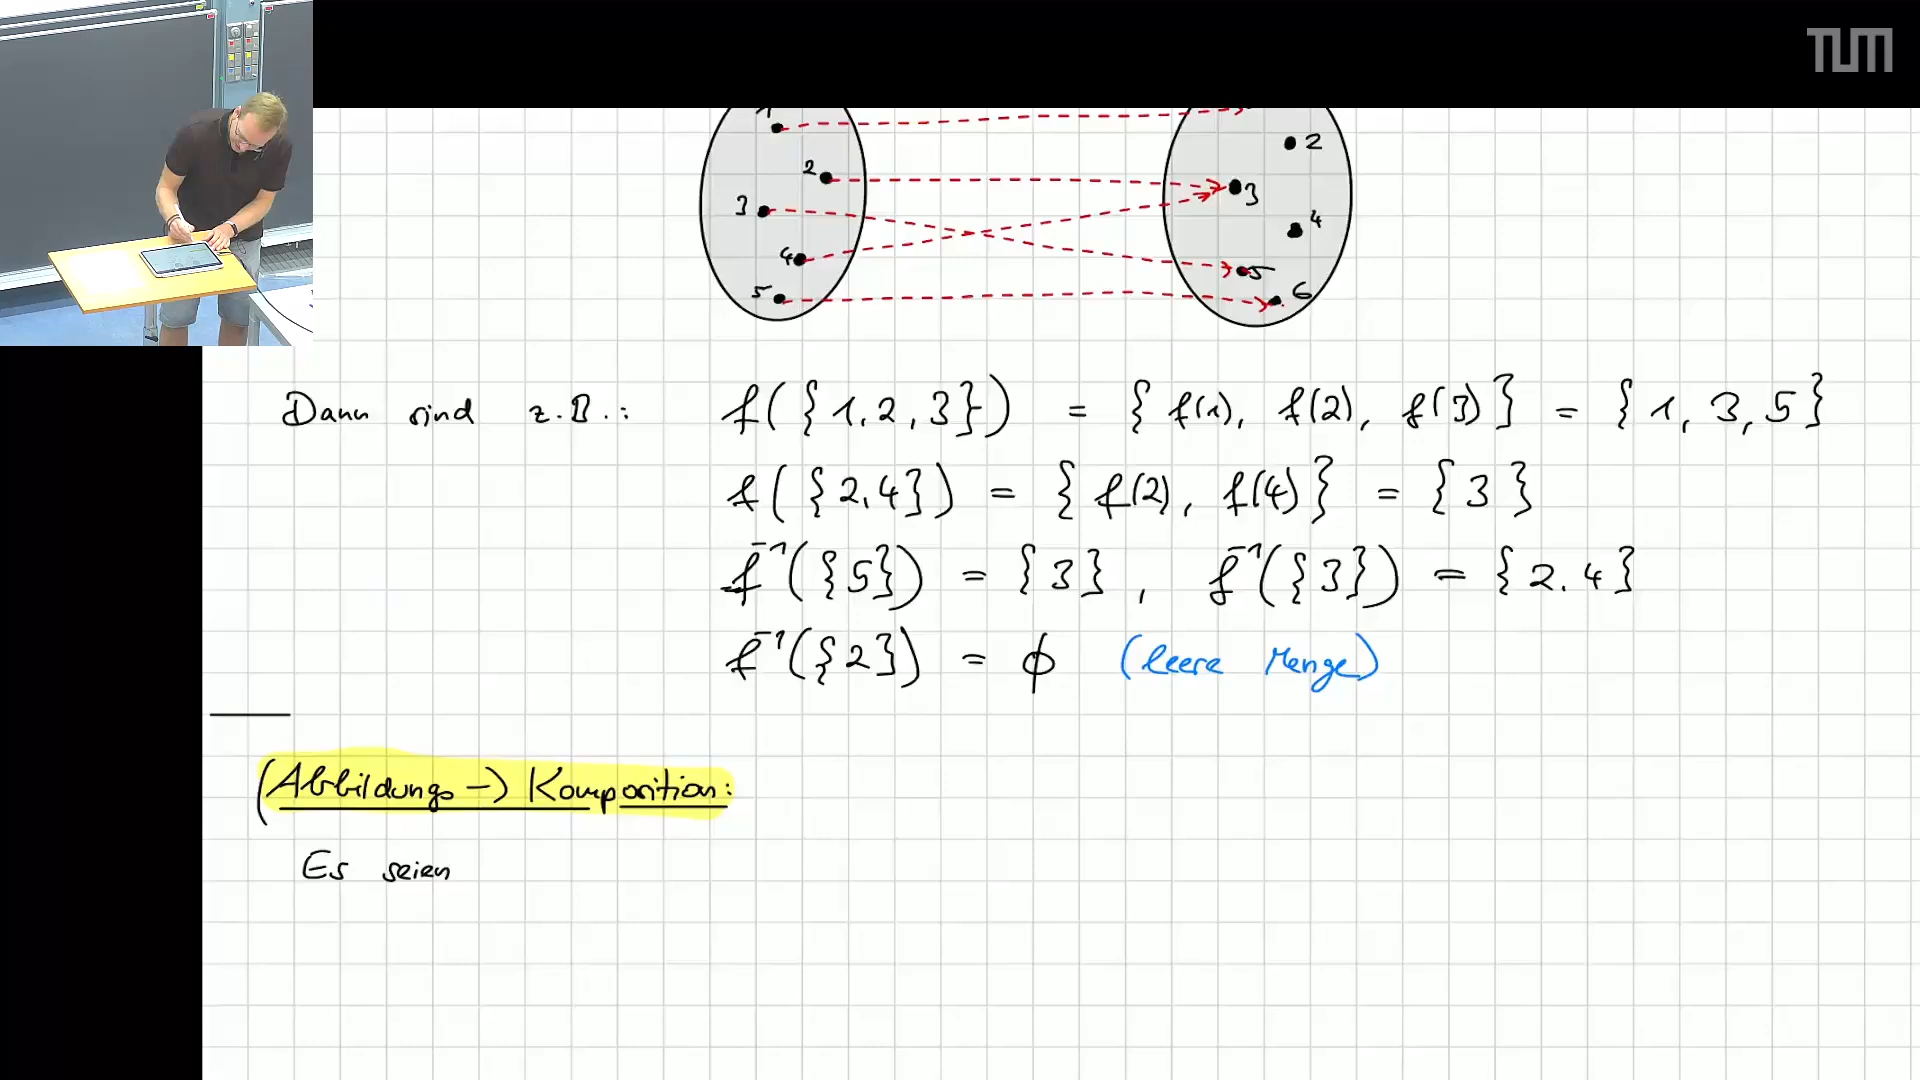 TUM
1
2
3
4
5
2
3
4
5
6
Dann sind z.B.: f({1,2,3}) = {f(1), f(2), f(3)} = {1, 3, 5}
f({2,4}) = {f(2), f(4)} = {3}
f⁻¹({5}) = {3}, f⁻¹({3}) = {2.4}
f⁻¹({2}) = ∅ (leere Menge)
(Abbildungs-) Komposition:
Es seien